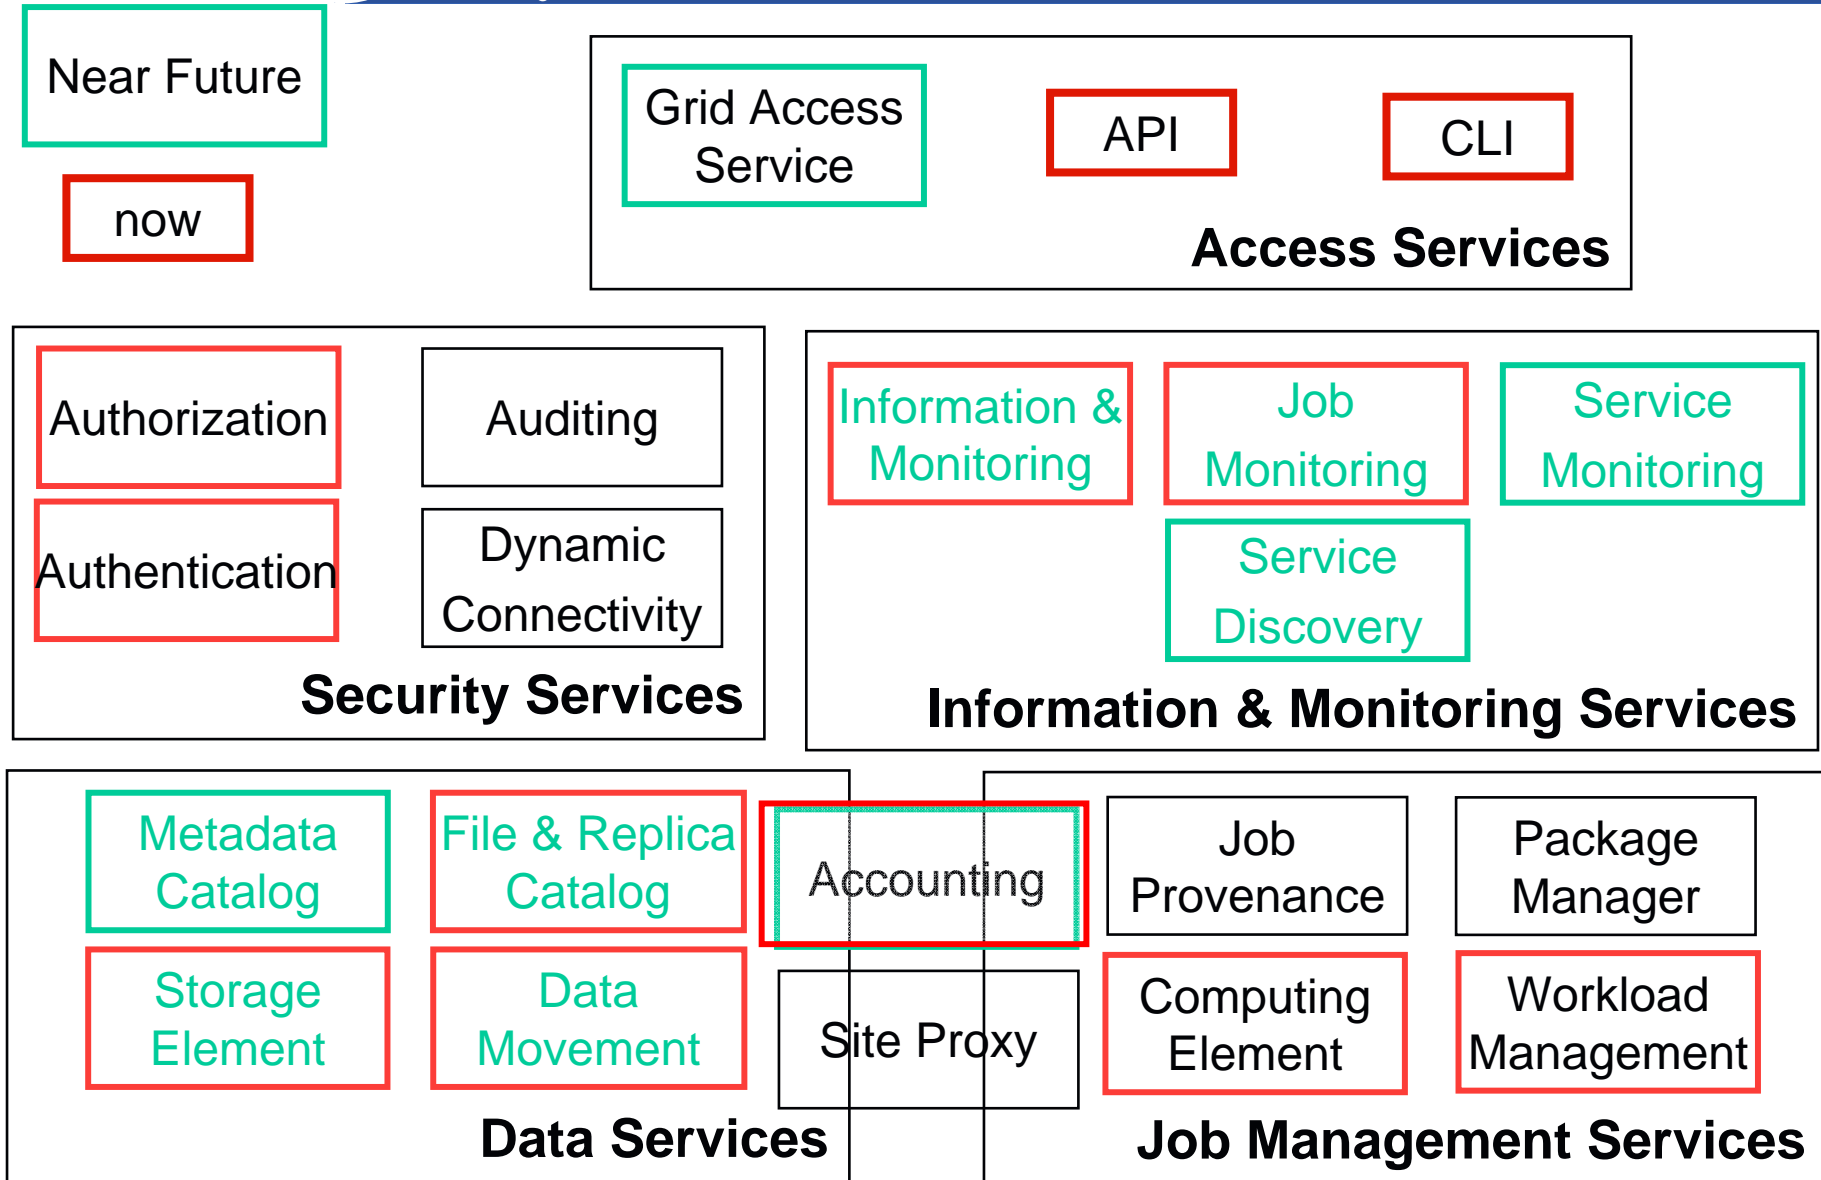 Near Future
now
Grid Access
Service
API
CLI
Access Services
Authorization
Auditing
Authentication
Dynamic
Connectivity
Security Services
Information &
Monitoring
Job
Monitoring
Service
Monitoring
Service
Discovery
Information & Monitoring Services
Metadata
Catalog
File & Replica
Catalog
Storage
Element
Data
Movement
Data Services
Accounting
Site Proxy
Job
Provenance
Package
Manager
Computing
Element
Workload
Management
Job Management Services